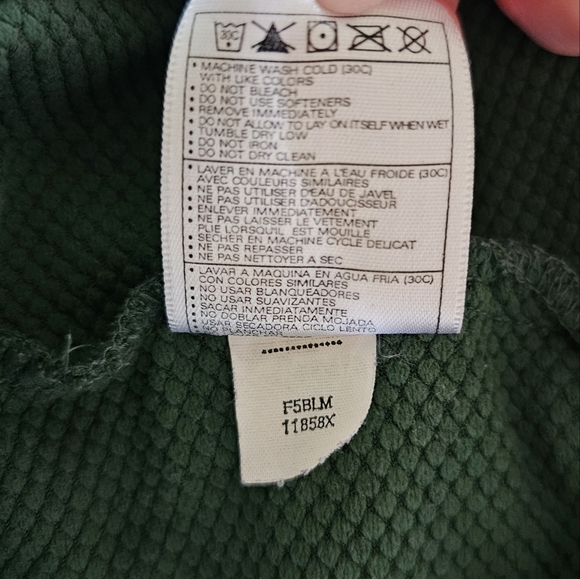 30C
• MACHINE WASH COLD (30C)
WITH LIKE COLORS
• DO NOT BLEACH
• DO NOT USE SOFTENERS
• REMOVE IMMEDIATELY
• DO NOT ALLOW TO LAY ON ITSELF WHEN WET
• TUMBLE DRY LOW
• DO NOT IRON
• DO NOT DRY CLEAN
• LAVER EN MACHINE A L'EAU FROIDE (30C)
AVEC COULEURS SIMILAIRES
• NE PAS UTILISER D'EAU DE JAVEL
• NE PAS UTILISER D'ADOUCISSEUR
• ENLEVER IMMEDIATEMENT
• NE PAS LAISSER LE VETEMENT
PLIE LORSQU'IL EST MOUILLE
• SECHER EN MACHINE CYCLE DELICAT
• NE PAS REPASSER
• NE PAS NETTOYER A SEC
• LAVAR A MAQUINA EN AGUA FRIA (30C)
CON COLORES SIMILARES
• NO USAR BLANQUEADORES
• NO USAR SUAVIZANTES
• SACAR INMEDIATAMENTE
• NO DOBLAR PRENDA MOJADA
• USAR SECADORA CICLO LENTO
• NO PLANCHAR
F5BLM
11858X